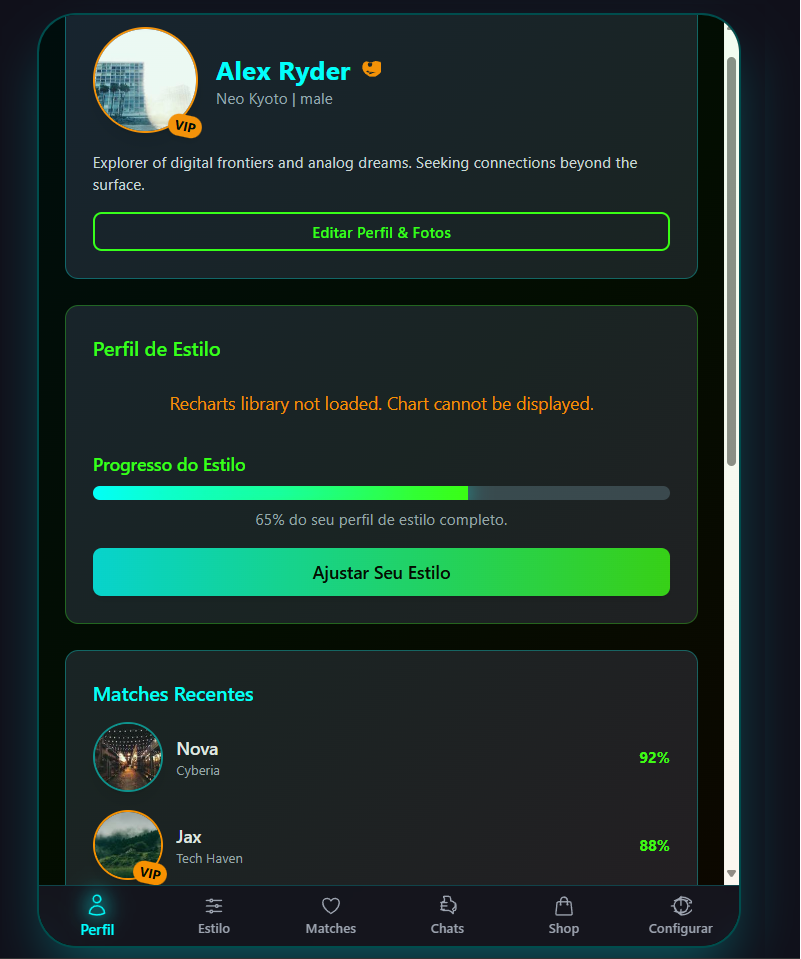 Alex Ryder
Neo Kyoto | male
VIP
Explorer of digital frontiers and analog dreams. Seeking connections beyond the
surface.
Editar Perfil & Fotos
Perfil de Estilo
Recharts library not loaded. Chart cannot be displayed.
Progresso do Estilo
65% do seu perfil de estilo completo.
Ajustar Seu Estilo
Matches Recentes
Nova
92%
Cyberia
Jax
88%
Tech Haven
VIP
Perfil
Estilo
Matches
Chats
Shop
Configurar